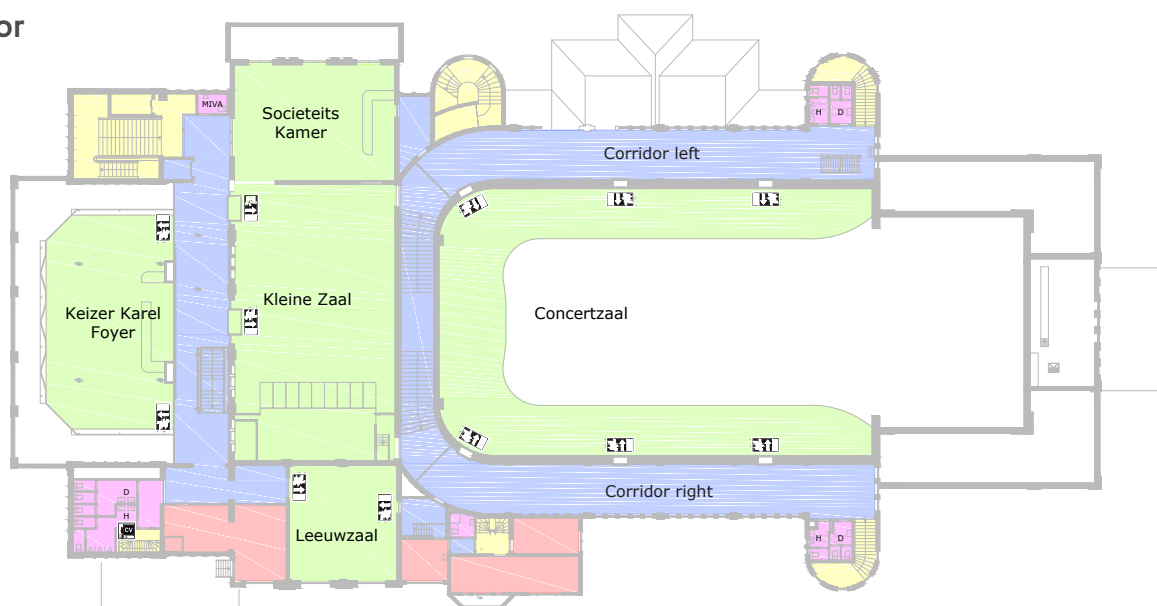 or
MIVA
Societeits
Kamer
H D
Corridor left
Keizer Karel
Foyer
Kleine Zaal
Concertzaal
D
H
CV
Leeuwzaal
Corridor right
H D